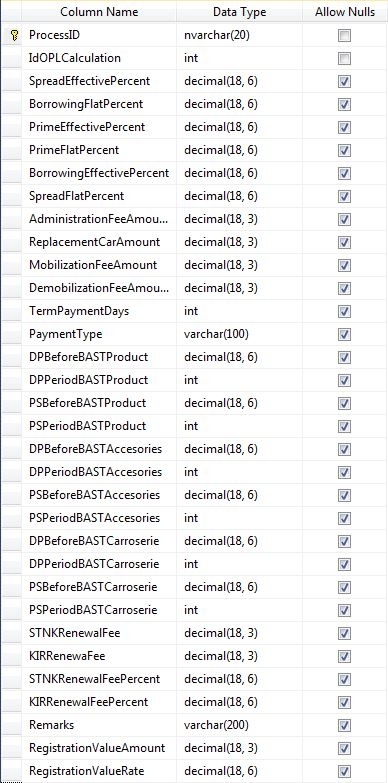 Column Name Data Type Allow Nulls
ProcessID nvarchar(20)
IdOPLCalculation int
SpreadEffectivePercent decimal(18, 6)
BorrowingFlatPercent decimal(18, 6)
PrimeEffectivePercent decimal(18, 6)
PrimeFlatPercent decimal(18, 6)
BorrowingEffectivePercent decimal(18, 6)
SpreadFlatPercent decimal(18, 6)
AdministrationFeeAmou... decimal(18, 3)
ReplacementCarAmount decimal(18, 3)
MobilizationFeeAmount decimal(18, 3)
DemobilizationFeeAmou... decimal(18, 3)
TermPaymentDays int
PaymentType varchar(100)
DPBeforeBASTProduct decimal(18, 6)
DPPeriodBASTProduct int
PSBeforeBASTProduct decimal(18, 6)
PSPeriodBASTProduct int
DPBeforeBASTAccesories decimal(18, 6)
DPPeriodBASTAccesories int
PSBeforeBASTAccesories decimal(18, 6)
PSPeriodBASTAccesories int
DPBeforeBASTCarroserie decimal(18, 6)
DPPeriodBASTCarroserie int
PSBeforeBASTCarroserie decimal(18, 6)
PSPeriodBASTCarroserie int
STNKRenewalFee decimal(18, 3)
KIRRenewaFee decimal(18, 3)
STNKRenewalFeePercent decimal(18, 6)
KIRRenewalFeePercent decimal(18, 6)
Remarks varchar(200)
RegistrationValueAmount decimal(18, 3)
RegistrationValueRate decimal(18, 6)